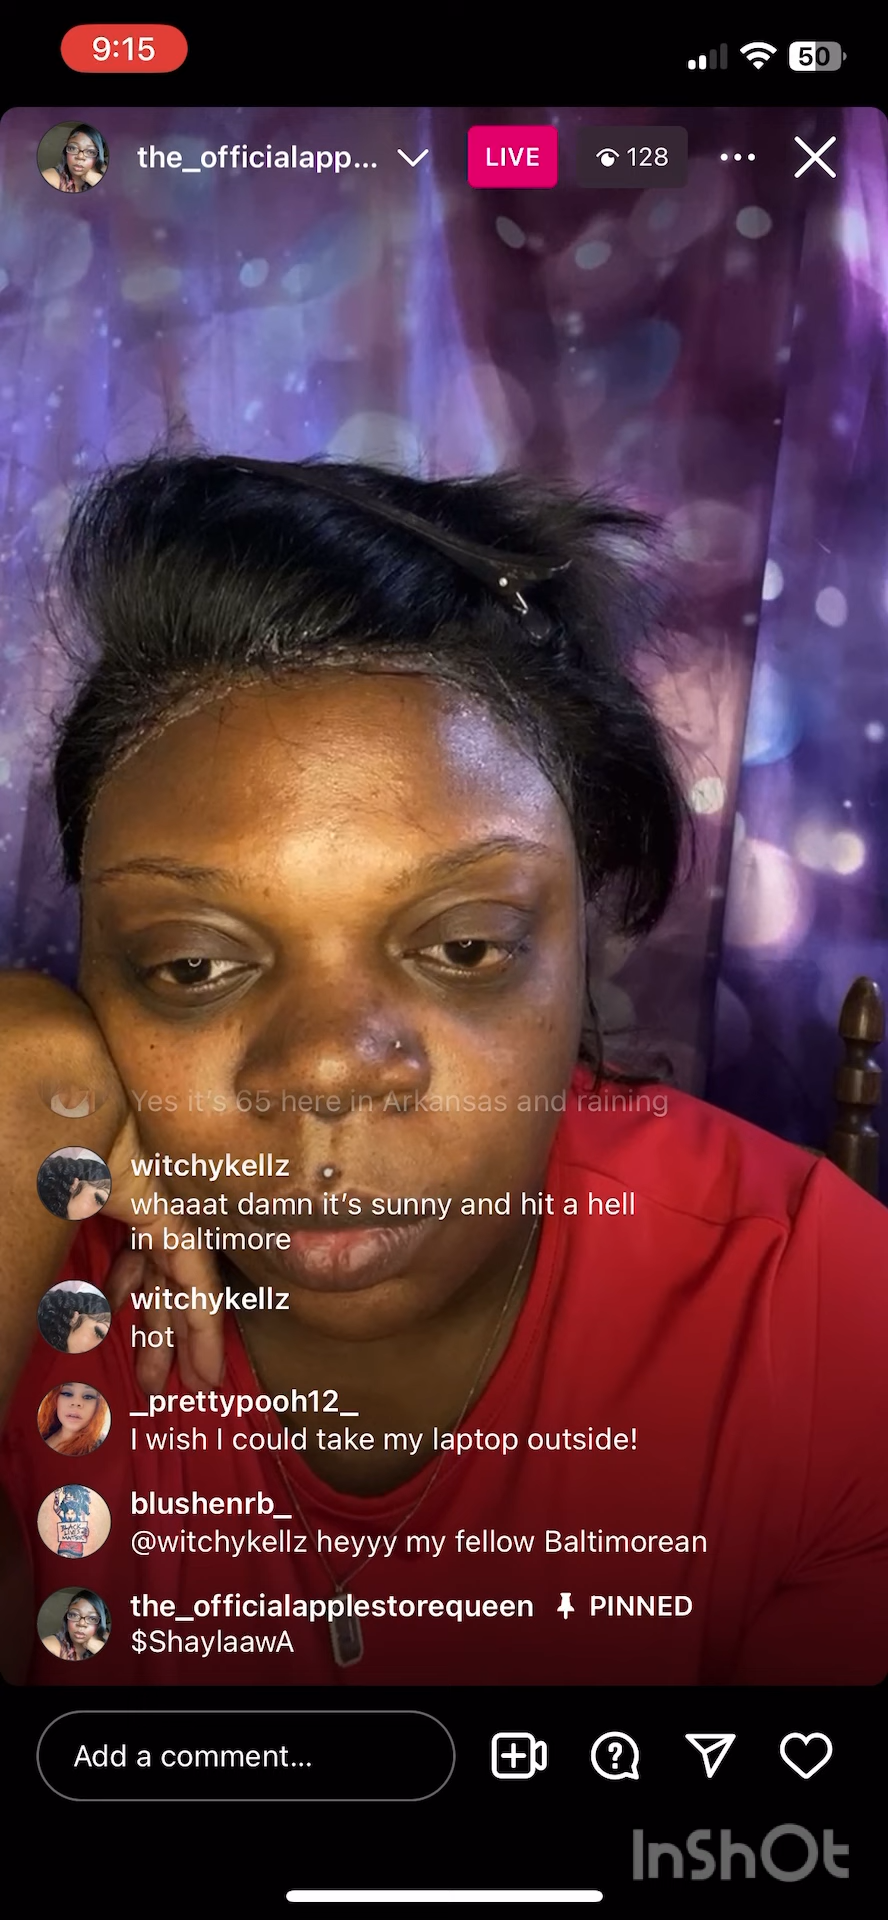 9:15
50
the_officialapp...
LIVE
128
Yes it's 65 here in Arkansas and raining
witchykellz
whaaat damn it's sunny and hit a hell
in baltimore
witchykellz
hot
_prettypooh12_
I wish I could take my laptop outside!
blushenrb_
@witchykellz heyyy my fellow Baltimorean
the_officialapplestorequeen PINNED
$ShaylaawA
Add a comment...
InShOt